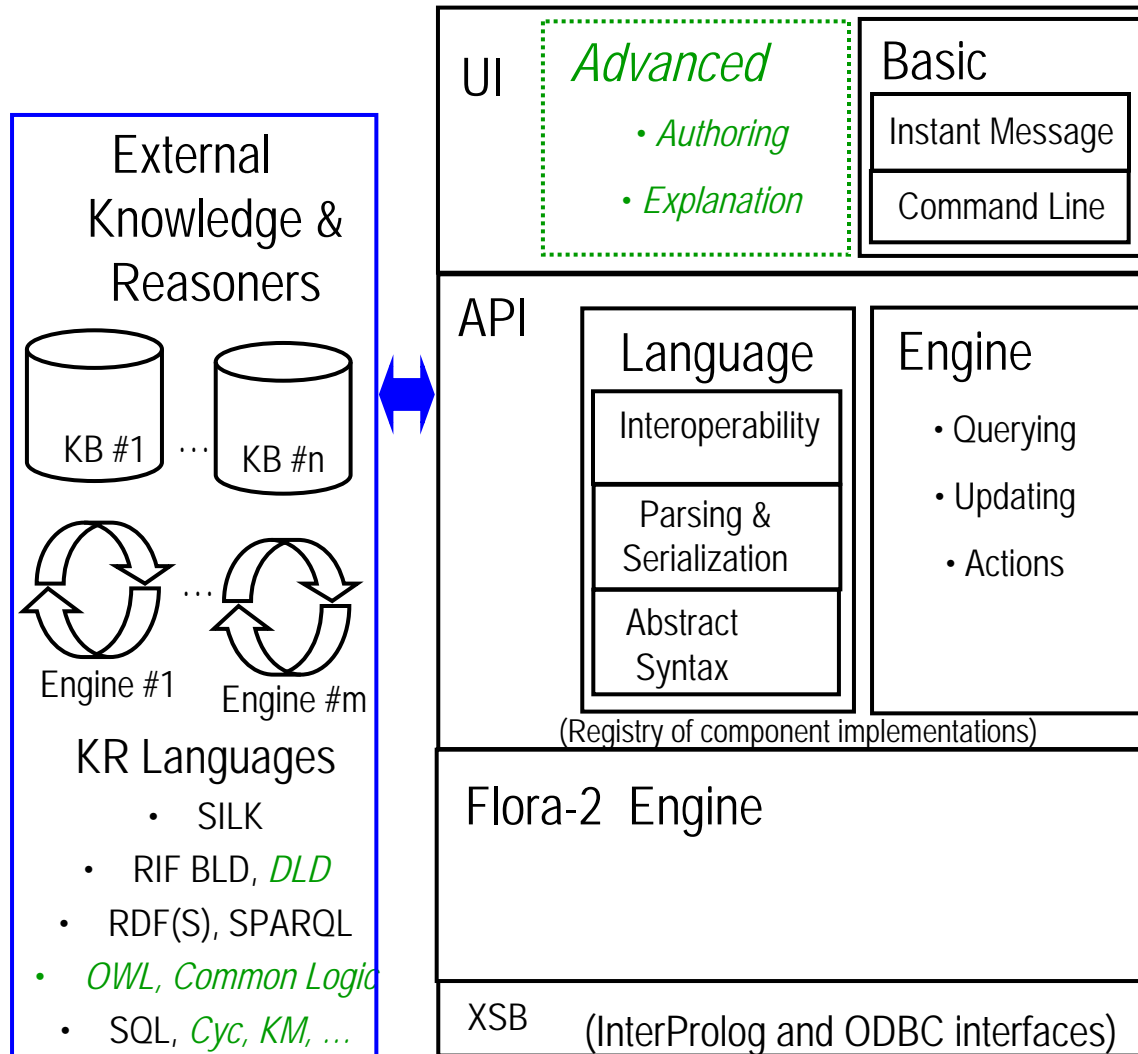 External
Knowledge &
Reasoners
KB #1
…
KB #n
…
Engine #1
Engine #m
KR Languages
• SILK
• RIF BLD, DLD
• RDF(S), SPARQL
• OWL, Common Logic
• SQL, Cyc, KM, …
UI
Advanced
• Authoring
• Explanation
Basic
Instant Message
Command Line
API
Language
Interoperability
Parsing &
Serialization
Abstract
Syntax
Engine
• Querying
• Updating
• Actions
(Registry of component implementations)
Flora-2 Engine
XSB (InterProlog and ODBC interfaces)